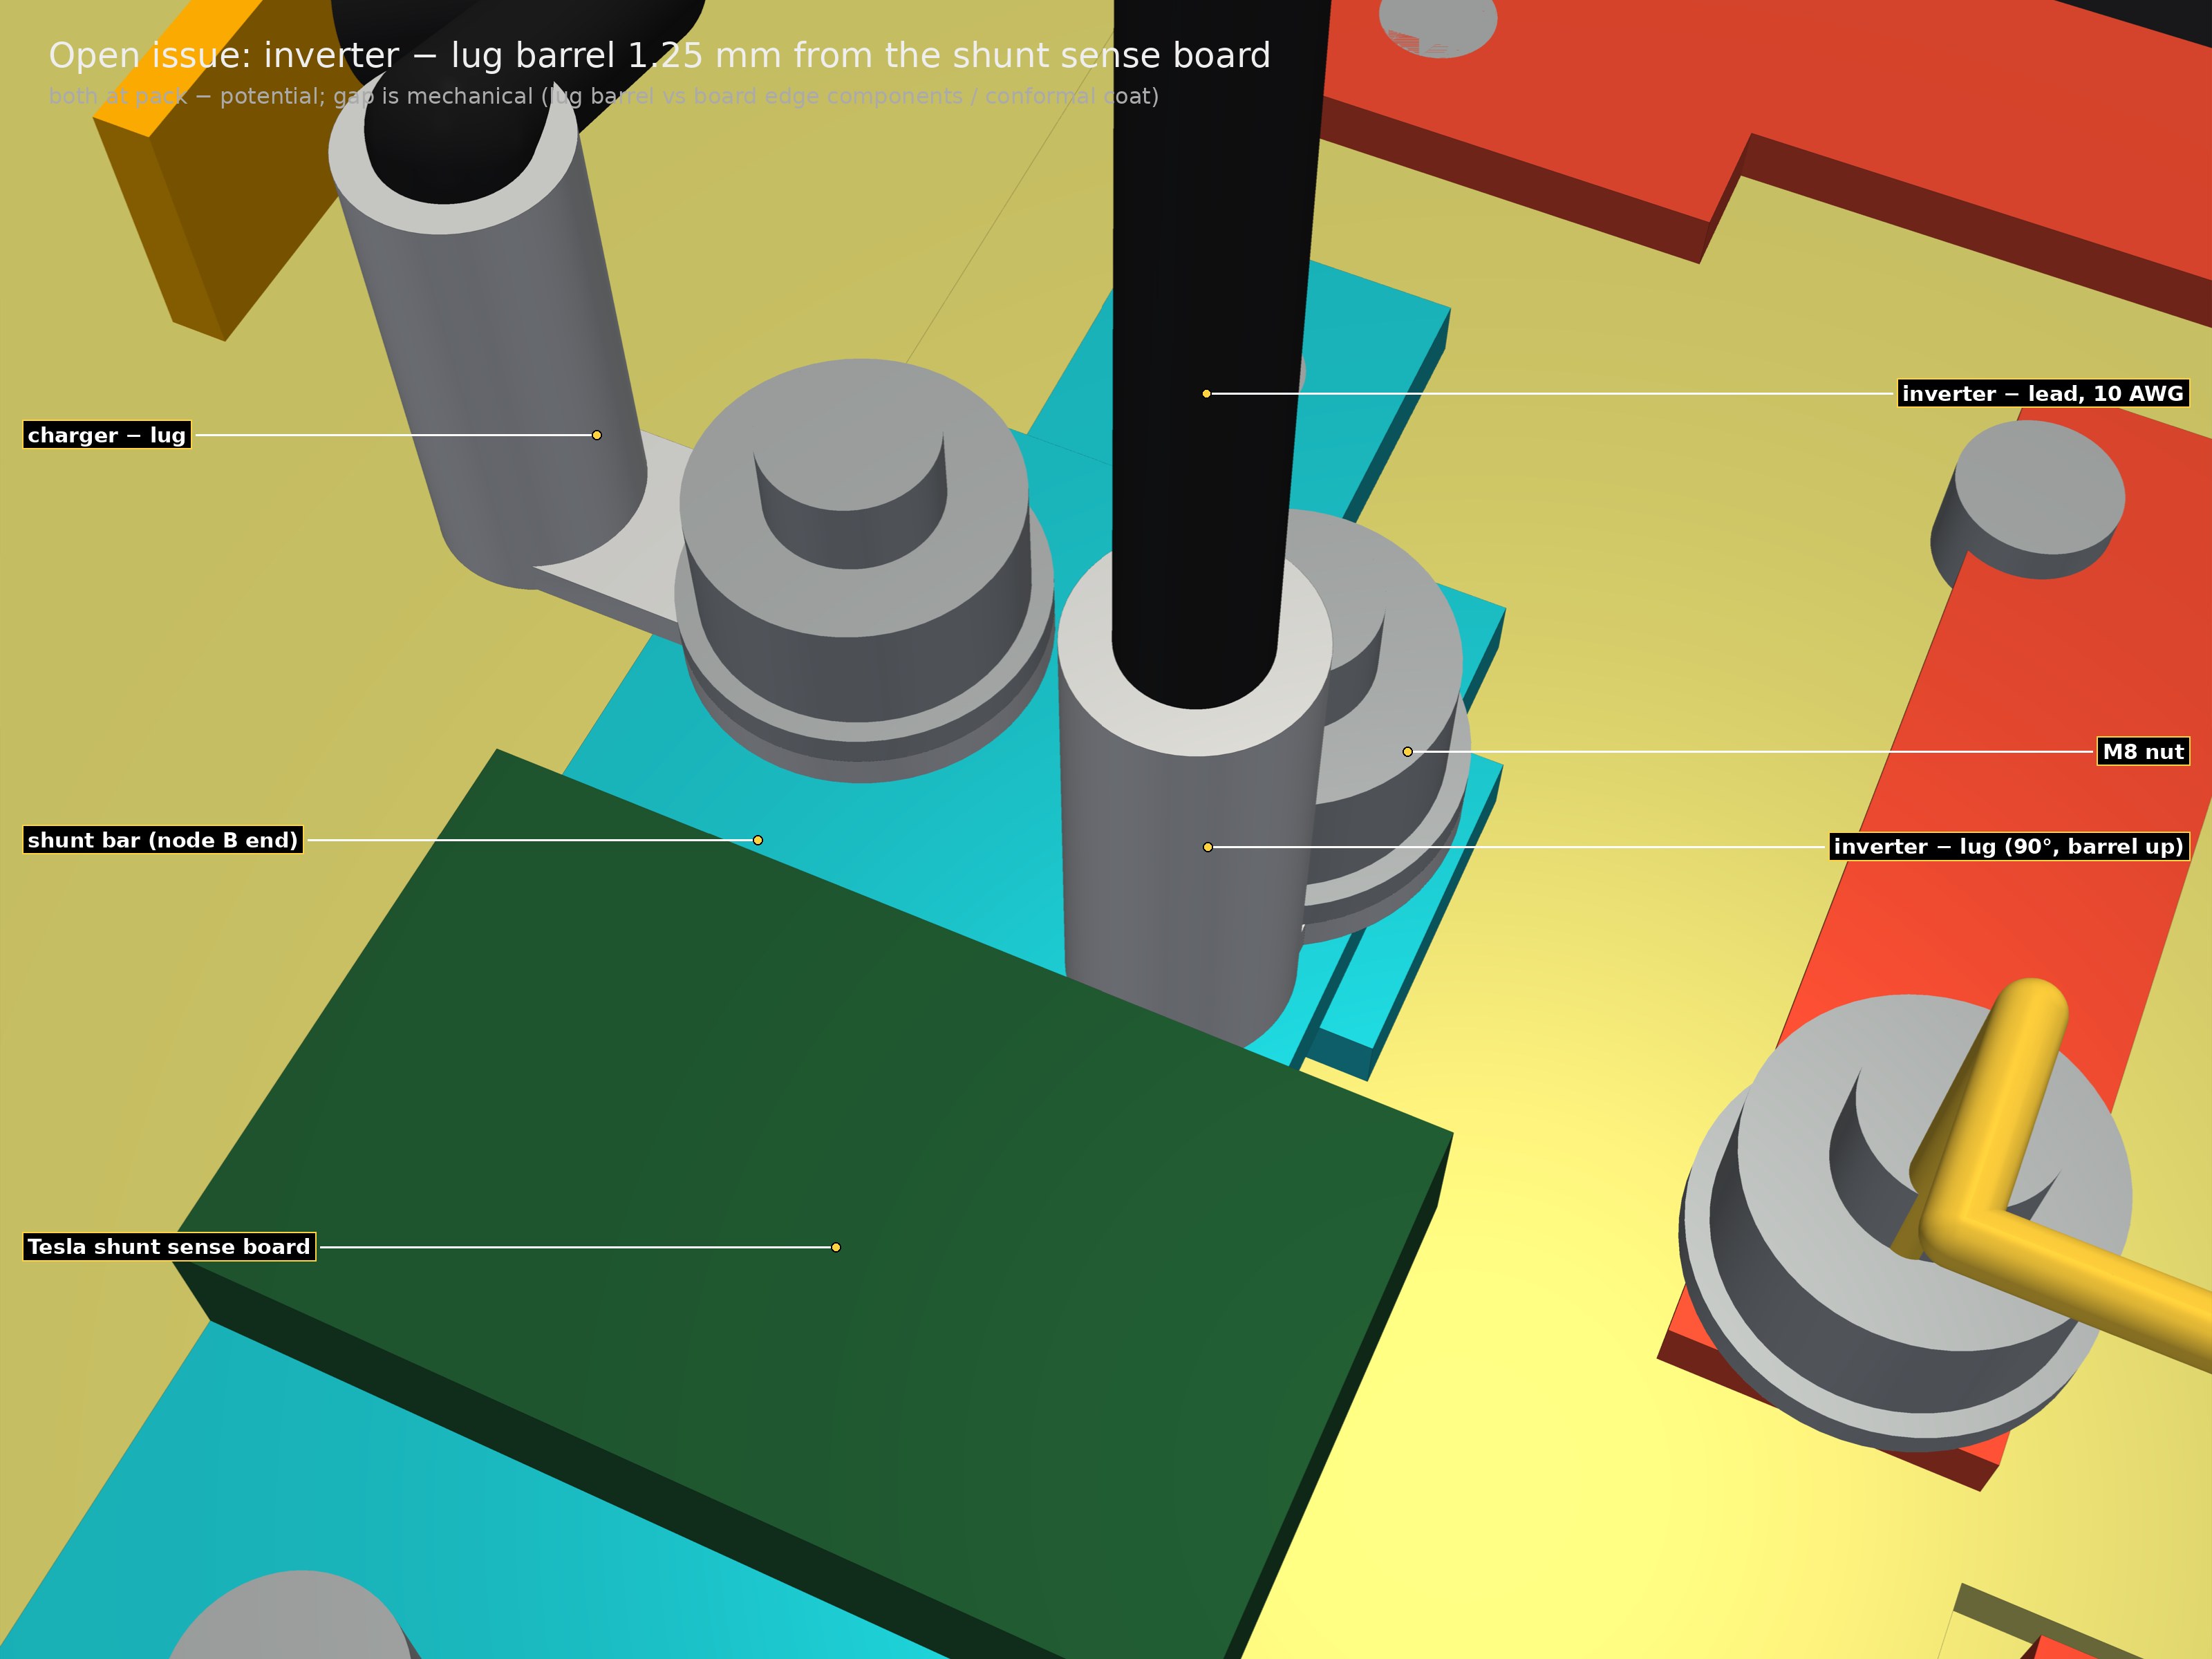 Open issue: inverter − lug barrel 1.25 mm from the shunt sense board
both at pack − potential; gap is mechanical (lug barrel vs board edge components / conformal coat)
inverter − lead, 10 AWG
charger − lug
M8 nut
shunt bar (node B end)
inverter − lug (90°, barrel up)
Tesla shunt sense board